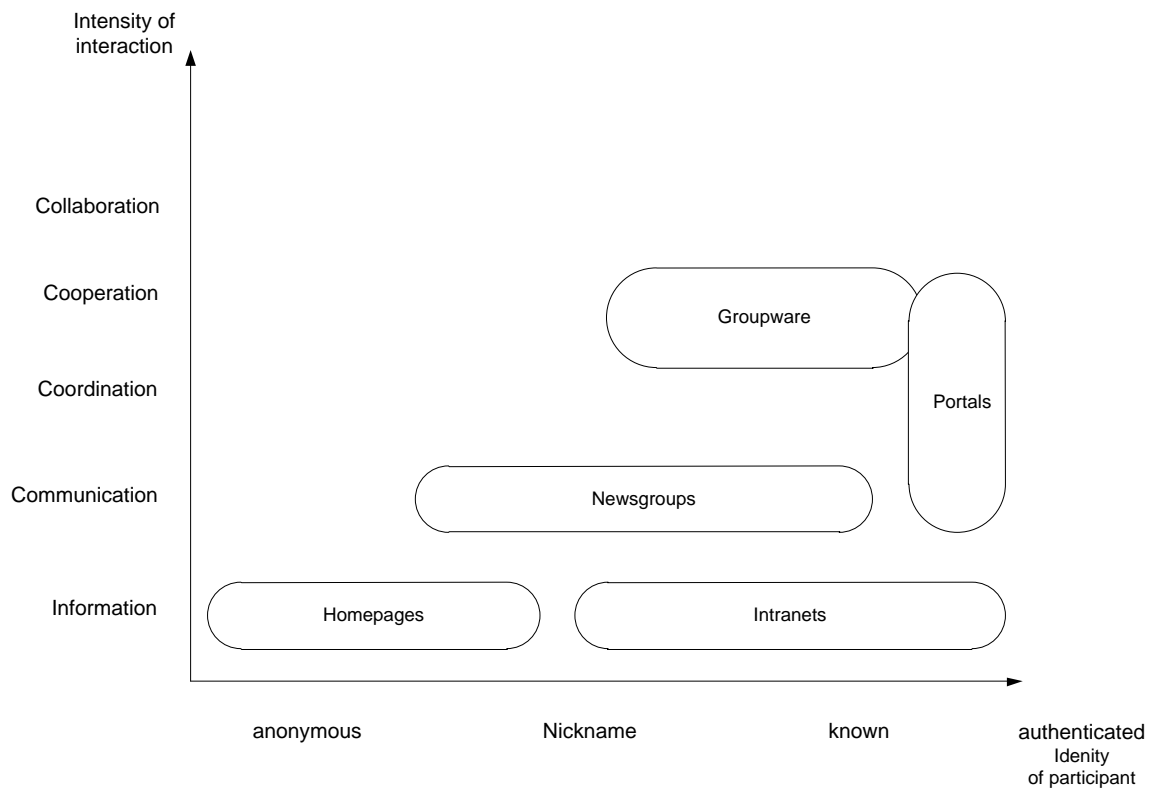 Intensity of
interaction
Collaboration
Cooperation
Groupware
Coordination
Portals
Communication
Newsgroups
Information
Homepages
Intranets
anonymous
Nickname
known
authenticated
Idenity
of participant